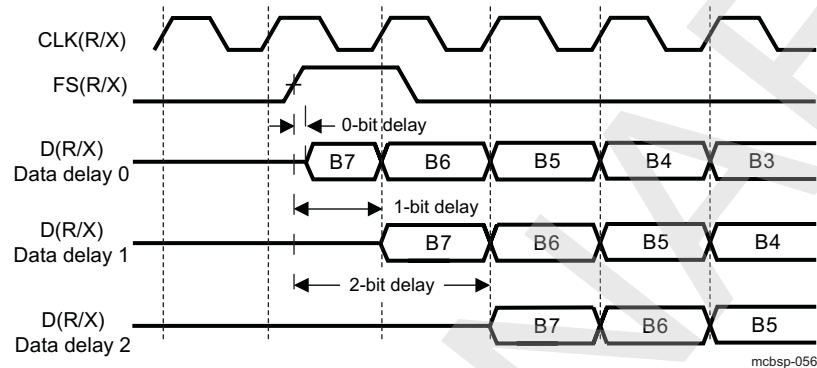 CLK(R/X)
FS(R/X)
0-bit delay
D(R/X)
Data delay 0
B7 B6 B5 B4 B3
1-bit delay
D(R/X)
Data delay 1
B7 B6 B5 B4
2-bit delay
D(R/X)
Data delay 2
B7 B6 B5
mcbsp-056